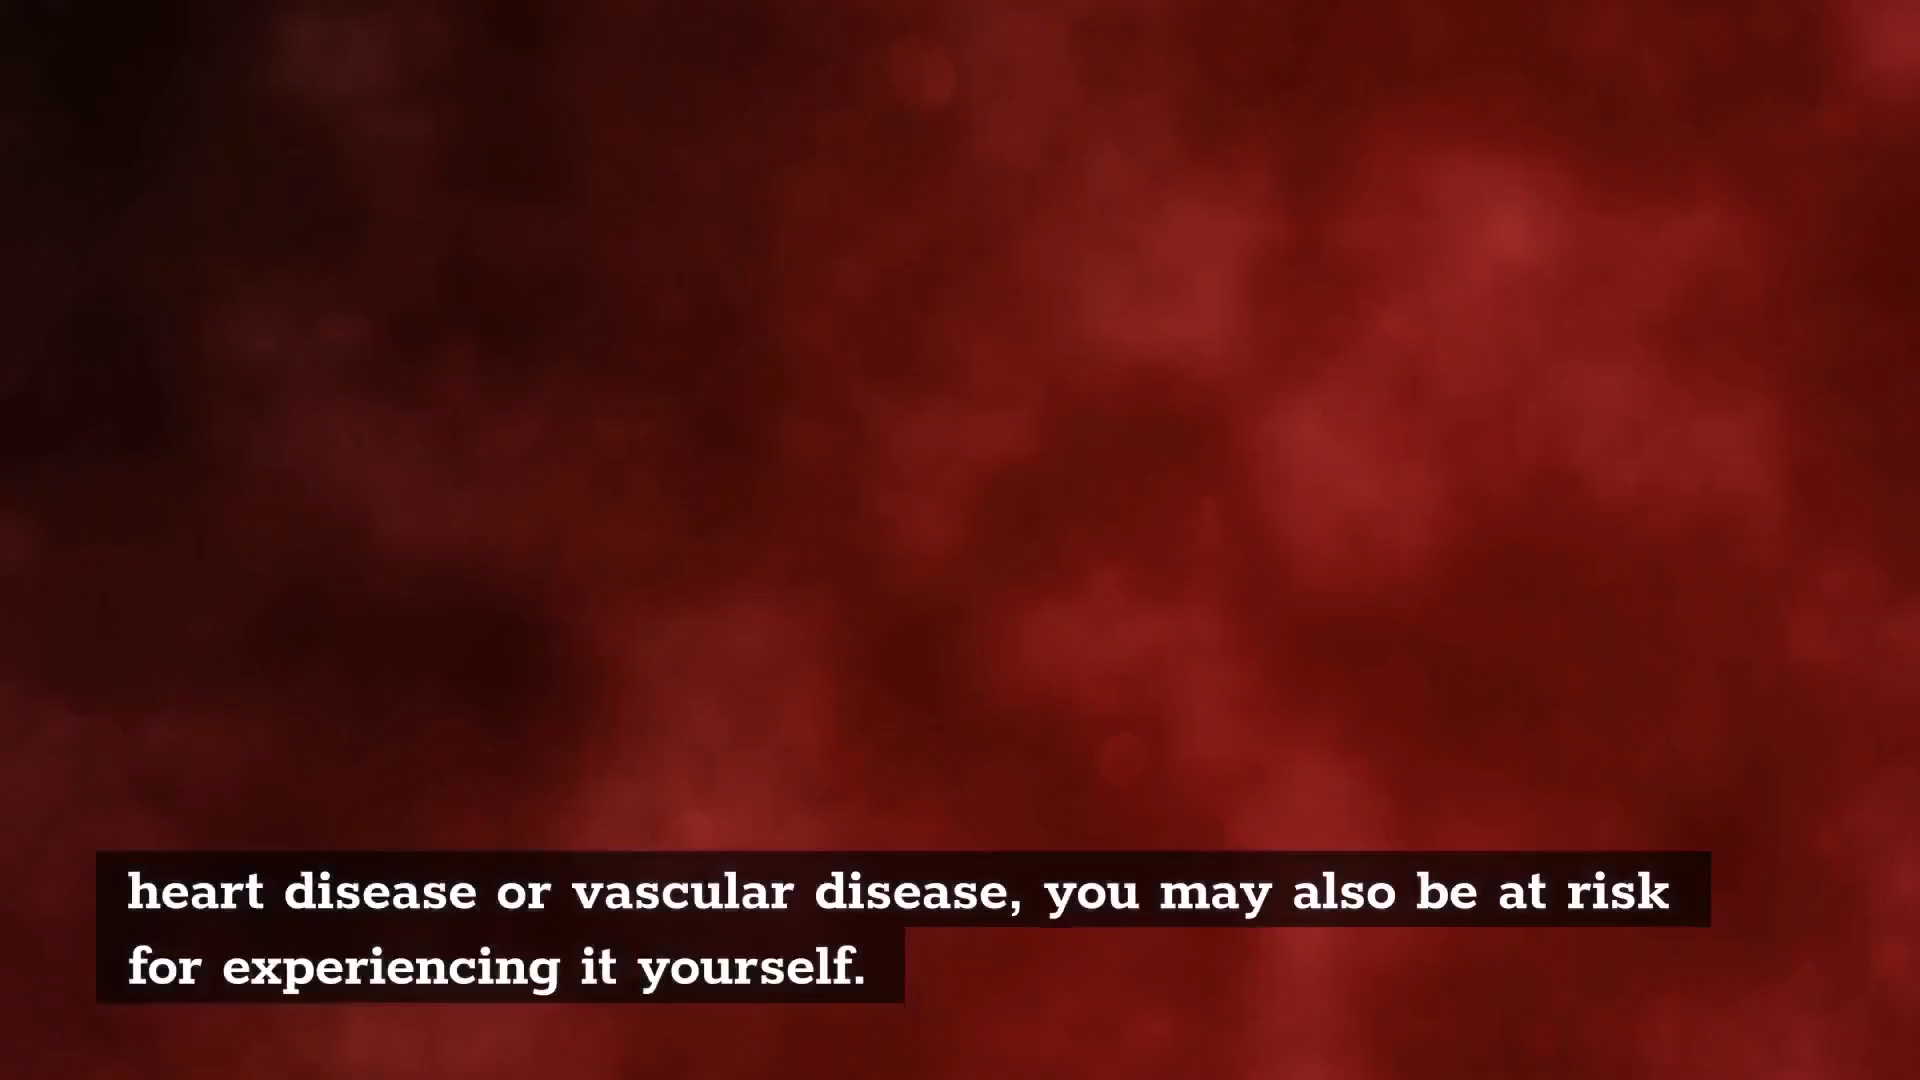 heart disease or vascular disease, you may also be at risk
for experiencing it yourself.